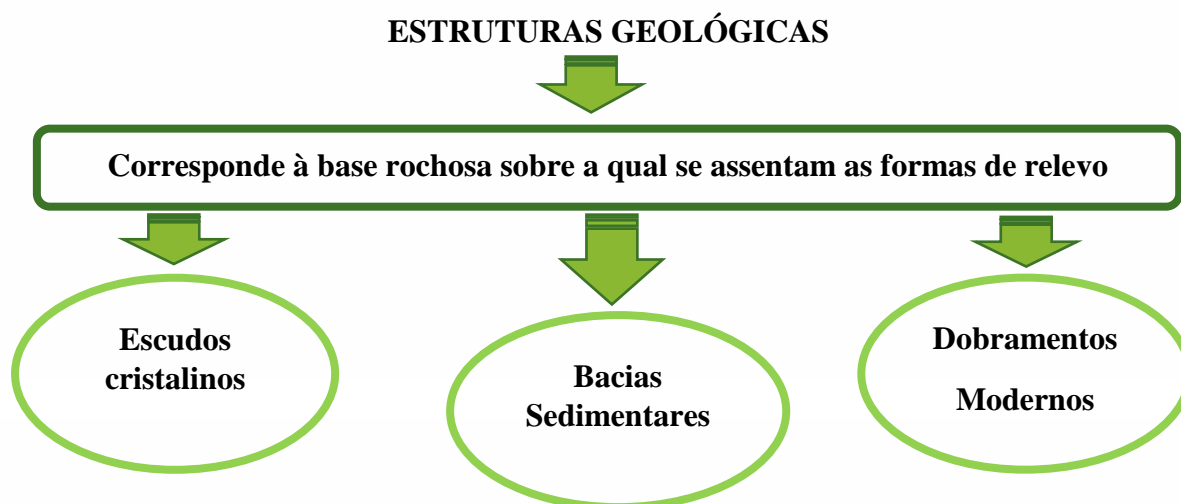 ESTRUTURAS GEOLÓGICAS
Corresponde à base rochosa sobre a qual se assentam as formas de relevo
Escudos
cristalinos
Bacias
Sedimentares
Dobramentos
Modernos